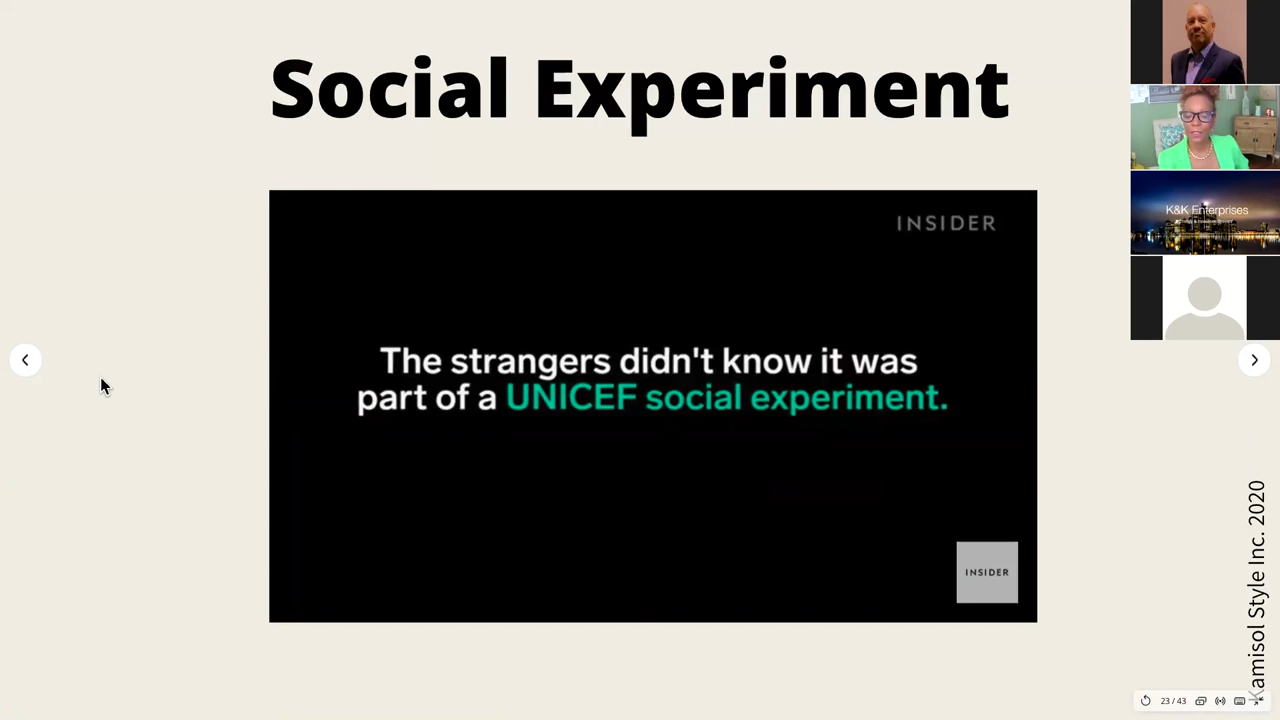 Social Experiment
INSIDER
The strangers didn't know it was
part of a UNICEF social experiment.
INSIDER
K&K Enterprises
Kamisol Style Inc. 2020
23 / 43